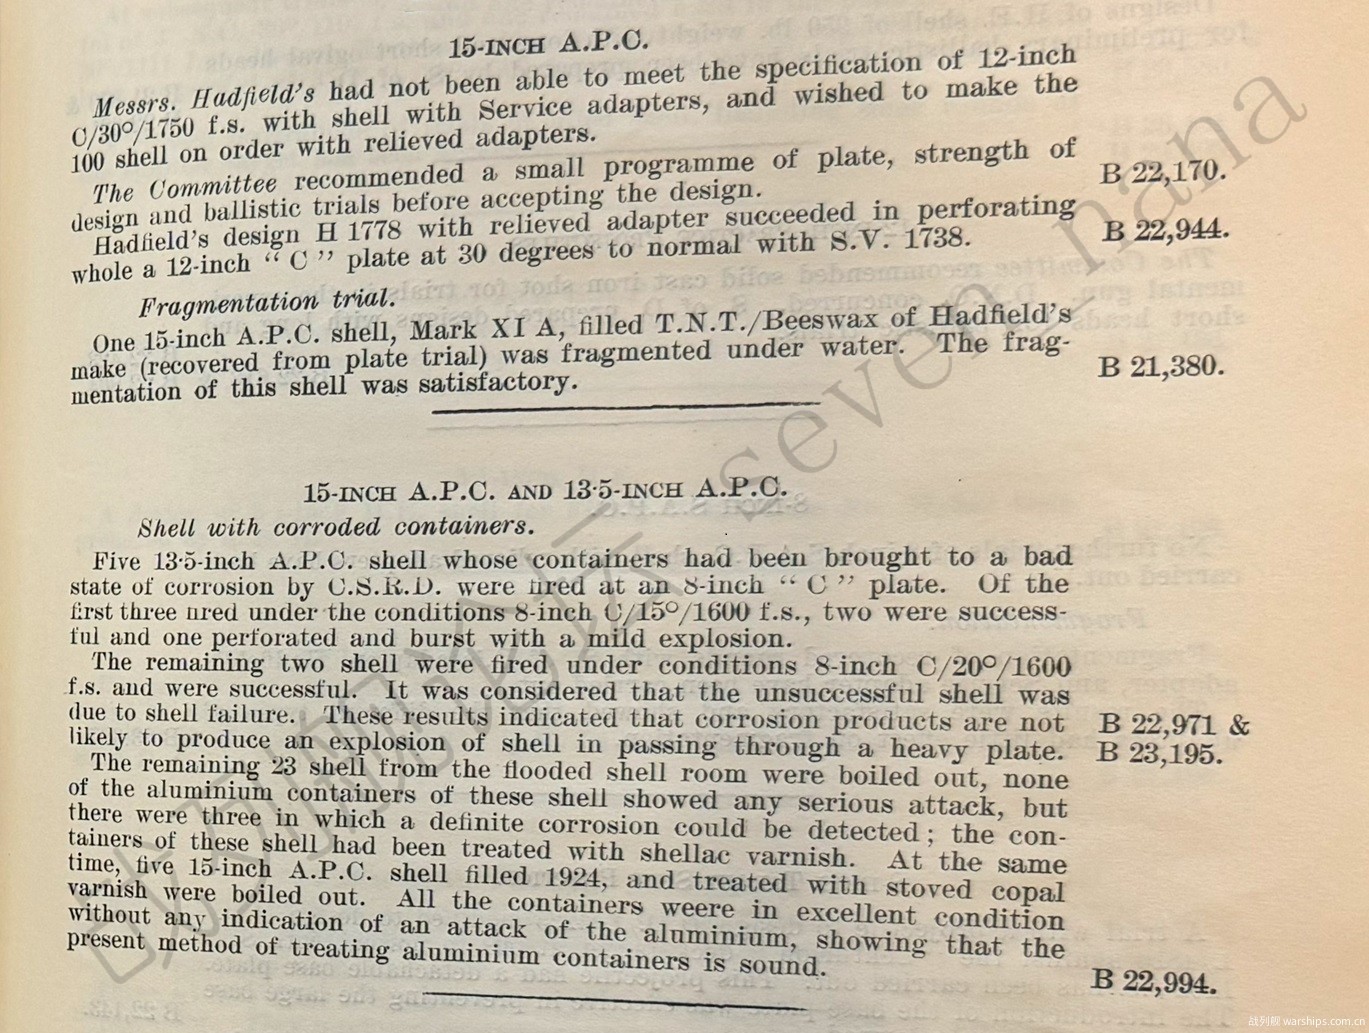 15-INCH A.P.C.
Messrs. Hadfield's had not been able to meet the specification of 12-inch
C/30°/1750 f.s. with shell with Service adapters, and wished to make the
100 shell on order with relieved adapters.
The Committee recommended a small programme of plate, strength of
design and ballistic trials before accepting the design.
B 22,170.
Hadfield's design H 1778 with relieved adapter succeeded in perforating
whole a 12-inch “ C ” plate at 30 degrees to normal with S.V. 1738.
B 22,944.
Fragmentation trial.
One 15-inch A.P.C. shell, Mark XI A, filled T.N.T./Beeswax of Hadfield's
make (recovered from plate trial) was fragmented under water. The frag-
mentation of this shell was satisfactory.
B 21,380.
15-INCH A.P.C. AND 13·5-INCH A.P.C.
Shell with corroded containers.
Five 13·5-inch A.P.C. shell whose containers had been brought to a bad
state of corrosion by C.S.R.D. were fired at an 8-inch “ C ” plate. Of the
first three fired under the conditions 8-inch C/15°/1600 f.s., two were success-
ful and one perforated and burst with a mild explosion.
The remaining two shell were fired under conditions 8-inch C/20°/1600
f.s. and were successful. It was considered that the unsuccessful shell was
due to shell failure. These results indicated that corrosion products are not
likely to produce an explosion of shell in passing through a heavy plate.
B 22,971 &
B 23,195.
The remaining 23 shell from the flooded shell room were boiled out, none
of the aluminium containers of these shell showed any serious attack, but
there were three in which a definite corrosion could be detected ; the con-
tainers of these shell had been treated with shellac varnish. At the same
time, five 15-inch A.P.C. shell filled 1924, and treated with stoved copal
varnish were boiled out. All the containers weere in excellent condition
without any indication of an attack of the aluminium, showing that the
present method of treating aluminium containers is sound.
B 22,994.
seven_nana
战列舰 warships.com.cn